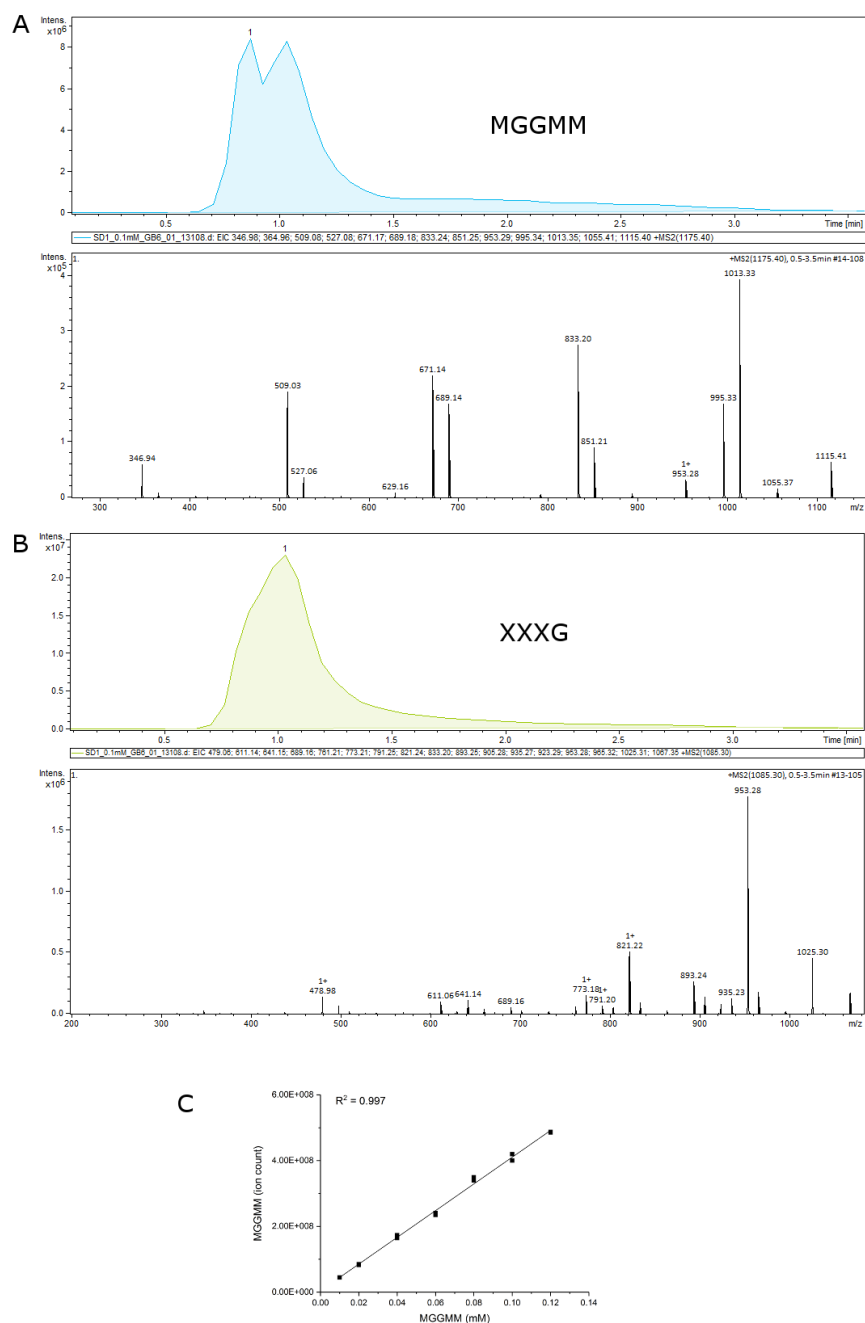 A
Intens.
x10⁶
1
8
6
4
2
0
MGGMM
0.5 1.0 1.5 2.0 2.5 3.0 Time [min]
SD1_0.1mM_GB6_01_13108.d: EIC 346.98; 364.96; 509.08; 527.08; 671.17; 689.18; 833.24; 851.25; 953.29; 995.34; 1013.35; 1055.41; 1115.40 +MS2(1175.40)
Intens.
x10⁵
1.
+MS2(1175.40), 0.5-3.5min #14-108
4
3
2
1
0
1013.33
833.20
671.14
509.03
689.14
995.33
851.21
346.94
527.06
629.16
1+
953.28
1055.37
1115.41
300 400 500 600 700 800 900 1000 1100 m/z
B
Intens.
x10⁷
1
2.0
1.5
1.0
0.5
0.0
XXXG
0.5 1.0 1.5 2.0 2.5 3.0 Time [min]
SD1_0.1mM_GB6_01_13108.d: EIC 479.06; 611.14; 641.15; 689.16; 761.21; 773.21; 791.25; 821.24; 833.20; 893.25; 905.28; 935.27; 923.29; 953.28; 965.32; 1025.31; 1067.35 +MS2(1085.30)
Intens.
x10⁶
1.
+MS2(1085.30), 0.5-3.5min #13-105
1.5
1.0
0.5
0.0
953.28
1+
821.22
1025.30
893.24
1+
478.98
611.06
641.14
689.16
1+
773.18
1+
791.20
935.23
200 300 400 500 600 700 800 900 1000 m/z
C
R² = 0.997
6.00E+008
4.00E+008
2.00E+008
0.00E+000
MGGMM (ion count)
0.00 0.02 0.04 0.06 0.08 0.10 0.12 0.14
MGGMM (mM)